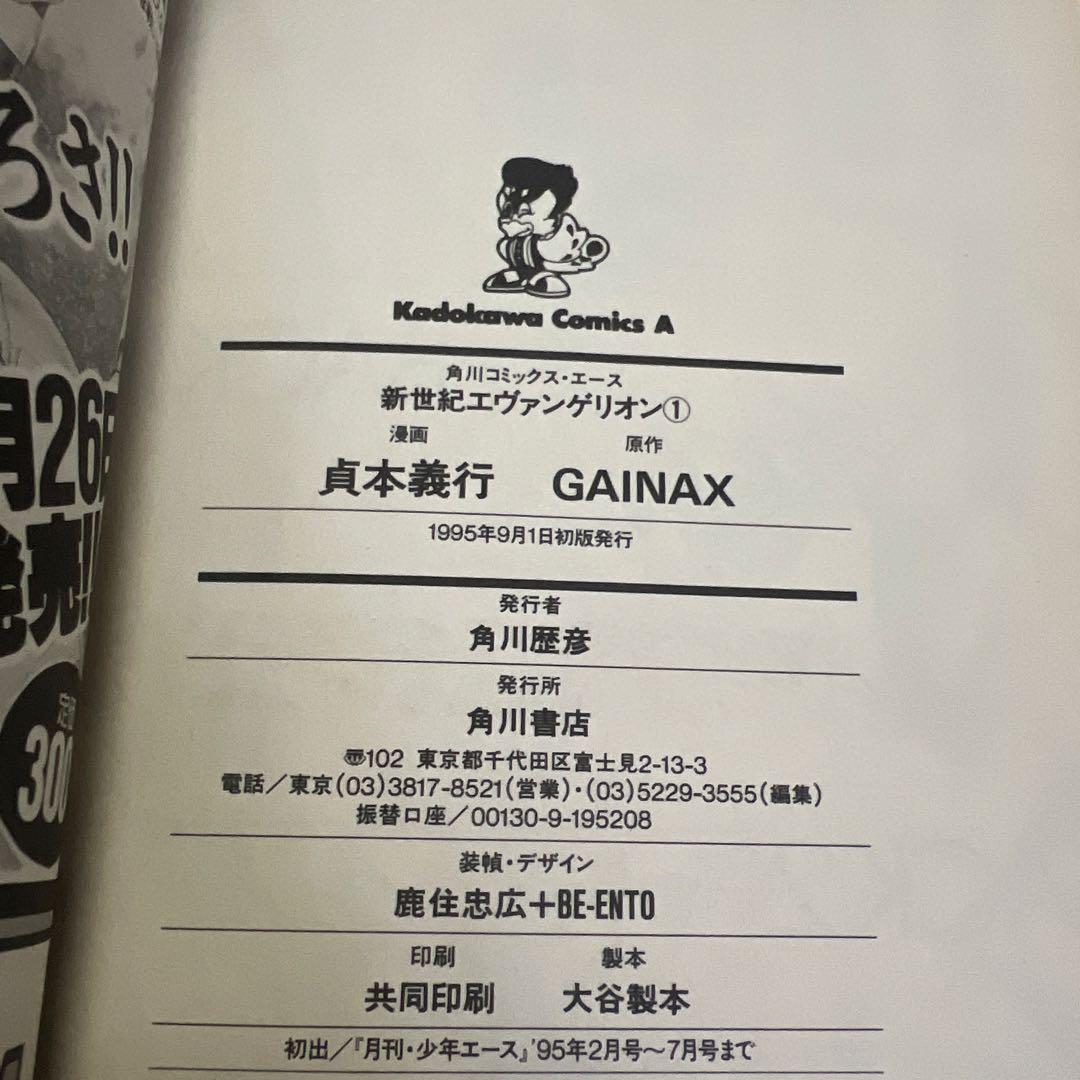 ろさ!!
月26日
発売!!
定価
300
Kadokawa Comics A
角川コミックス・エース
新世紀エヴァンゲリオン①
漫画 原作
貞本義行 GAINAX
1995年9月1日初版発行
発行者
角川歴彦
発行所
角川書店
〠102 東京都千代田区富士見2-13-3
電話／東京(03)3817-8521(営業)・(03)5229-3555(編集)
振替口座／00130-9-195208
装幀・デザイン
鹿住忠広+BE-ENTO
印刷 製本
共同印刷 大谷製本
初出／『月刊・少年エース』'95年2月号〜7月号まで